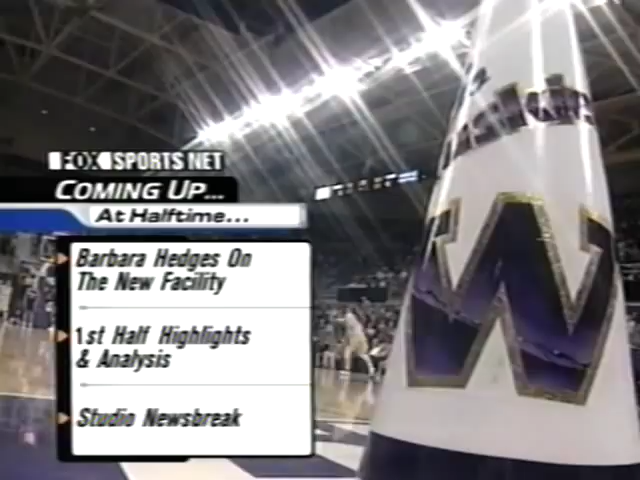 FOX SPORTS NET
COMING UP...
At Halftime...
Barbara Hedges On
The New Facility
1st Half Highlights
& Analysis
Studio Newsbreak
W